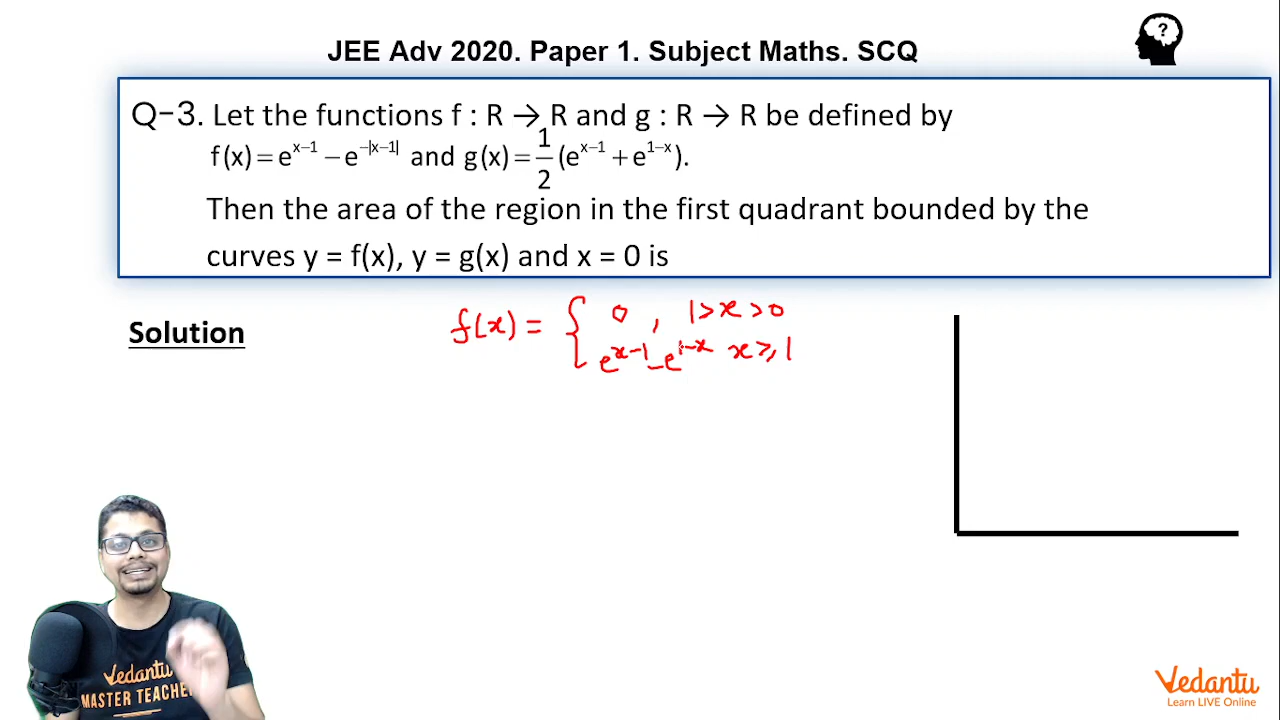 JEE Adv 2020. Paper 1. Subject Maths. SCQ
?
Q-3. Let the functions f : R → R and g : R → R be defined by
f(x) = e^{x-1} - e^{-|x-1|} and g(x) = \frac{1}{2} (e^{x-1} + e^{1-x}).
Then the area of the region in the first quadrant bounded by the
curves y = f(x), y = g(x) and x = 0 is
Solution
f(x) = { 0 , 1 > x > 0
e^{x-1} - e^{1-x} x ≥ 1
Vedantu
MASTER TEACHER
Vedantu
Learn LIVE Online